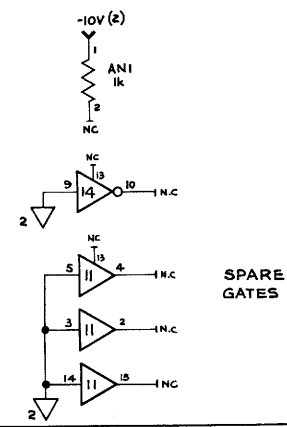 -10V(2)
1
AN1
1k
2
NC
NC
13
9 14 10 N.C
2
NC
13
5 11 4 N.C
SPARE
GATES
3 11 2 N.C
14 11 15 NC
2